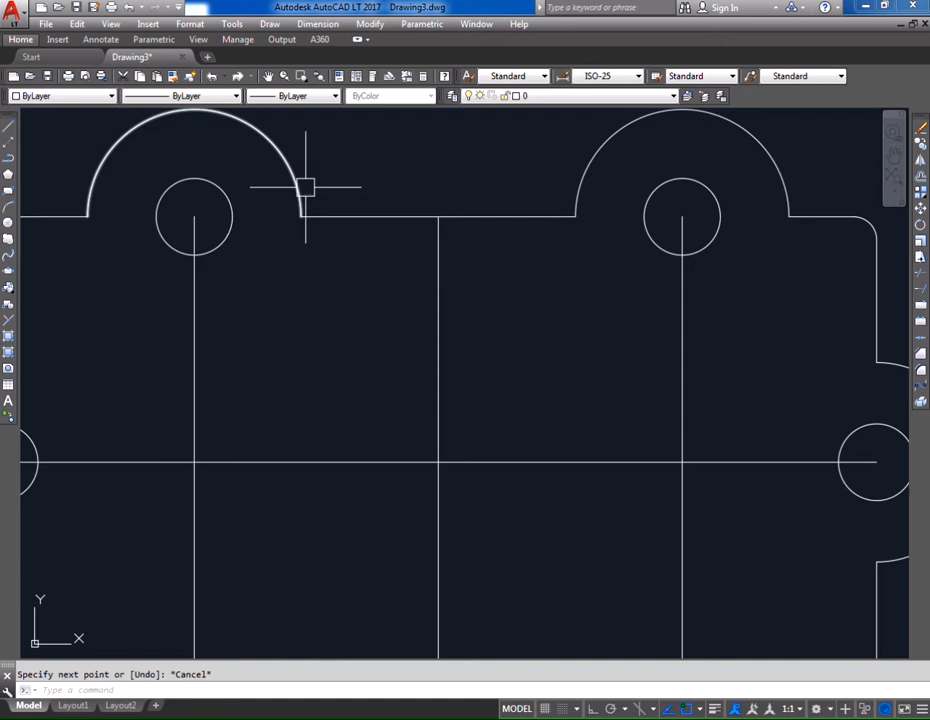 Autodesk AutoCAD LT 2017   Drawing3.dwg
Type a keyword or phrase
Sign In
LT
File Edit View Insert Format Tools Draw Dimension Modify Parametric Window Help
Home Insert Annotate Parametric View Manage Output A360
Start Drawing3*
Standard ISO-25 Standard Standard
ByLayer ByLayer ByLayer ByColor 0
A
Y
X
Specify next point or [Undo]: *Cancel*
Type a command
Model Layout1 Layout2 +
MODEL 1:1